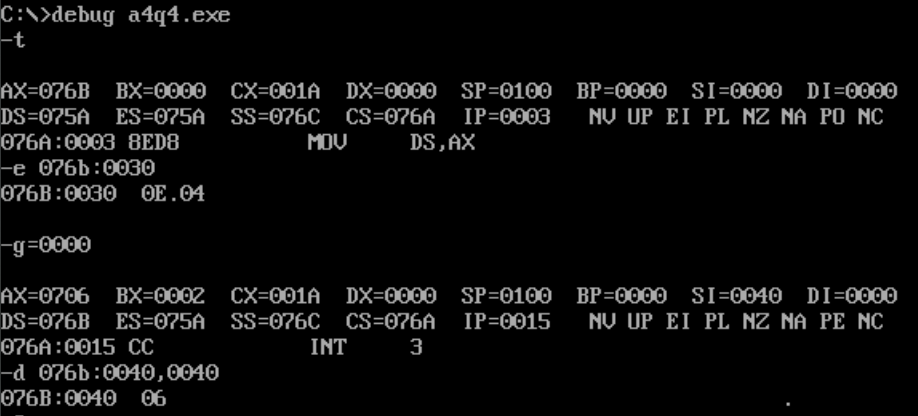 C:\>debug a4q4.exe
-t
AX=076B BX=0000 CX=001A DX=0000 SP=0100 BP=0000 SI=0000 DI=0000
DS=075A ES=075A SS=076C CS=076A IP=0003 NV UP EI PL NZ NA PO NC
076A:0003 8ED8 MOV DS,AX
-e 076b:0030
076B:0030 0E.04
-g=0000
AX=0706 BX=0002 CX=001A DX=0000 SP=0100 BP=0000 SI=0040 DI=0000
DS=076B ES=075A SS=076C CS=076A IP=0015 NV UP EI PL NZ NA PE NC
076A:0015 CC INT 3
-d 076b:0040,0040
076B:0040 06 .